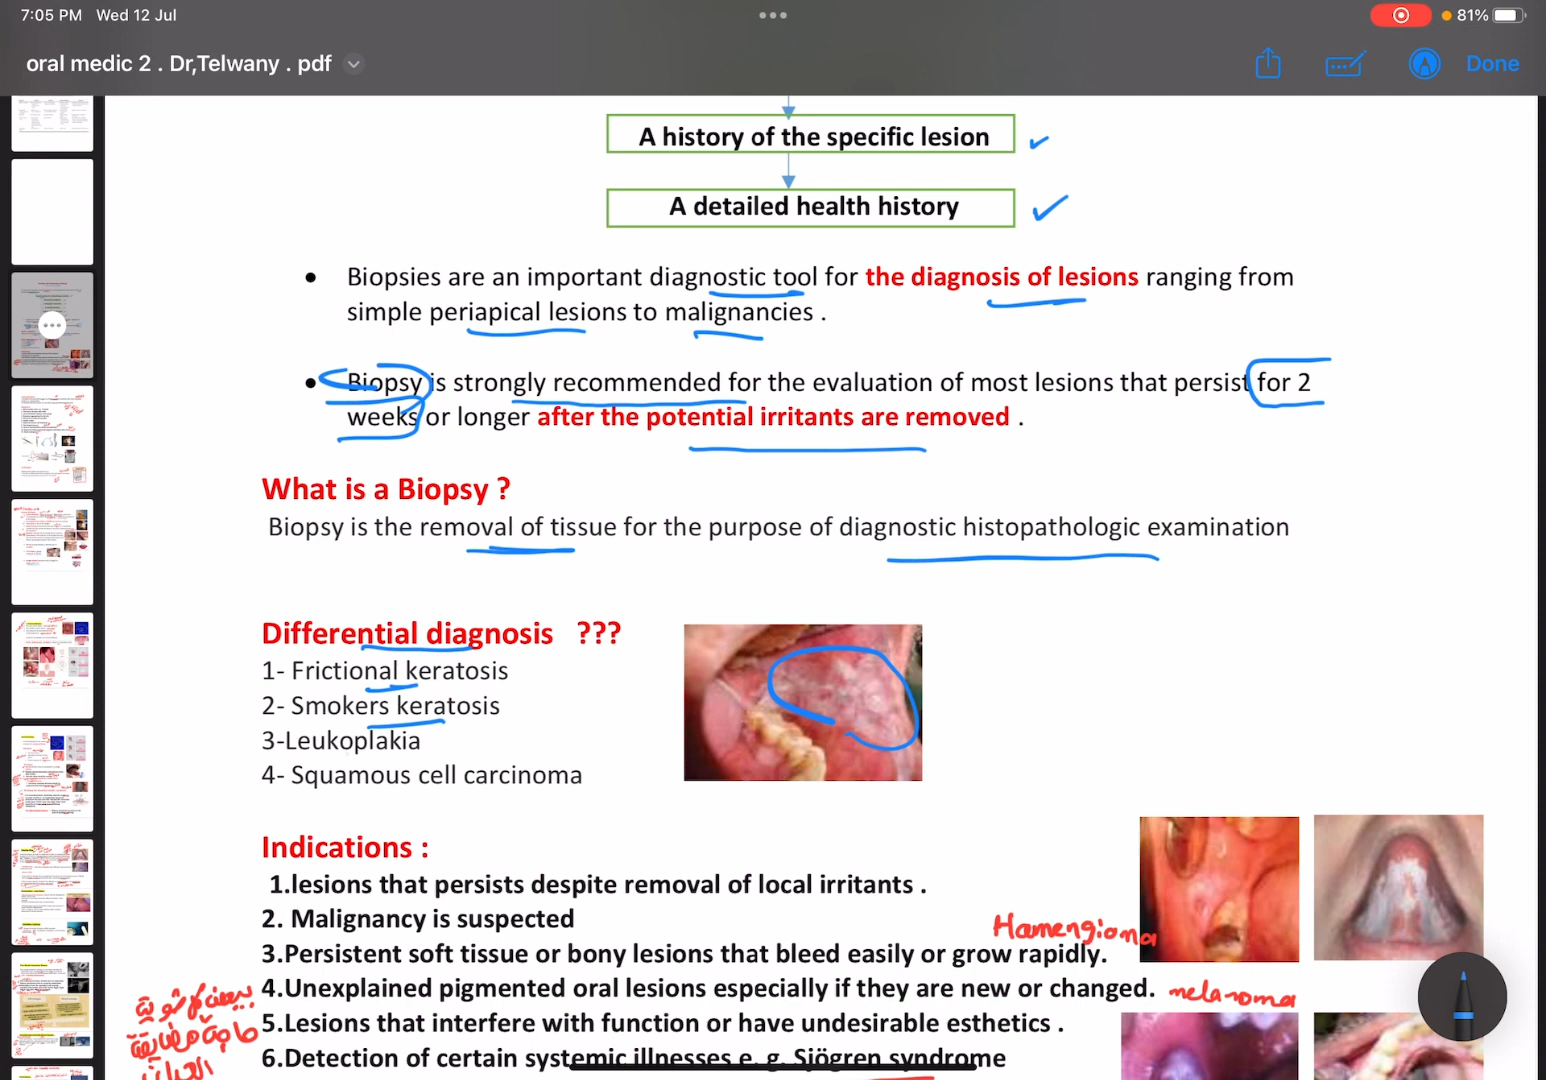 7:05 PM Wed 12 Jul
81%
oral medic 2 . Dr,Telwany . pdf
Done
A history of the specific lesion
A detailed health history
• Biopsies are an important diagnostic tool for the diagnosis of lesions ranging from
simple periapical lesions to malignancies .
• Biopsy is strongly recommended for the evaluation of most lesions that persist for 2
weeks or longer after the potential irritants are removed .
What is a Biopsy ?
Biopsy is the removal of tissue for the purpose of diagnostic histopathologic examination
Differential diagnosis ???
1- Frictional keratosis
2- Smokers keratosis
3-Leukoplakia
4- Squamous cell carcinoma
Indications :
1.lesions that persists despite removal of local irritants .
2. Malignancy is suspected
Hamengioma
3.Persistent soft tissue or bony lesions that bleed easily or grow rapidly.
4.Unexplained pigmented oral lesions especially if they are new or changed. melanoma
5.Lesions that interfere with function or have undesirable esthetics .
6.Detection of certain systemic illnesses e. g. Sjögren syndrome